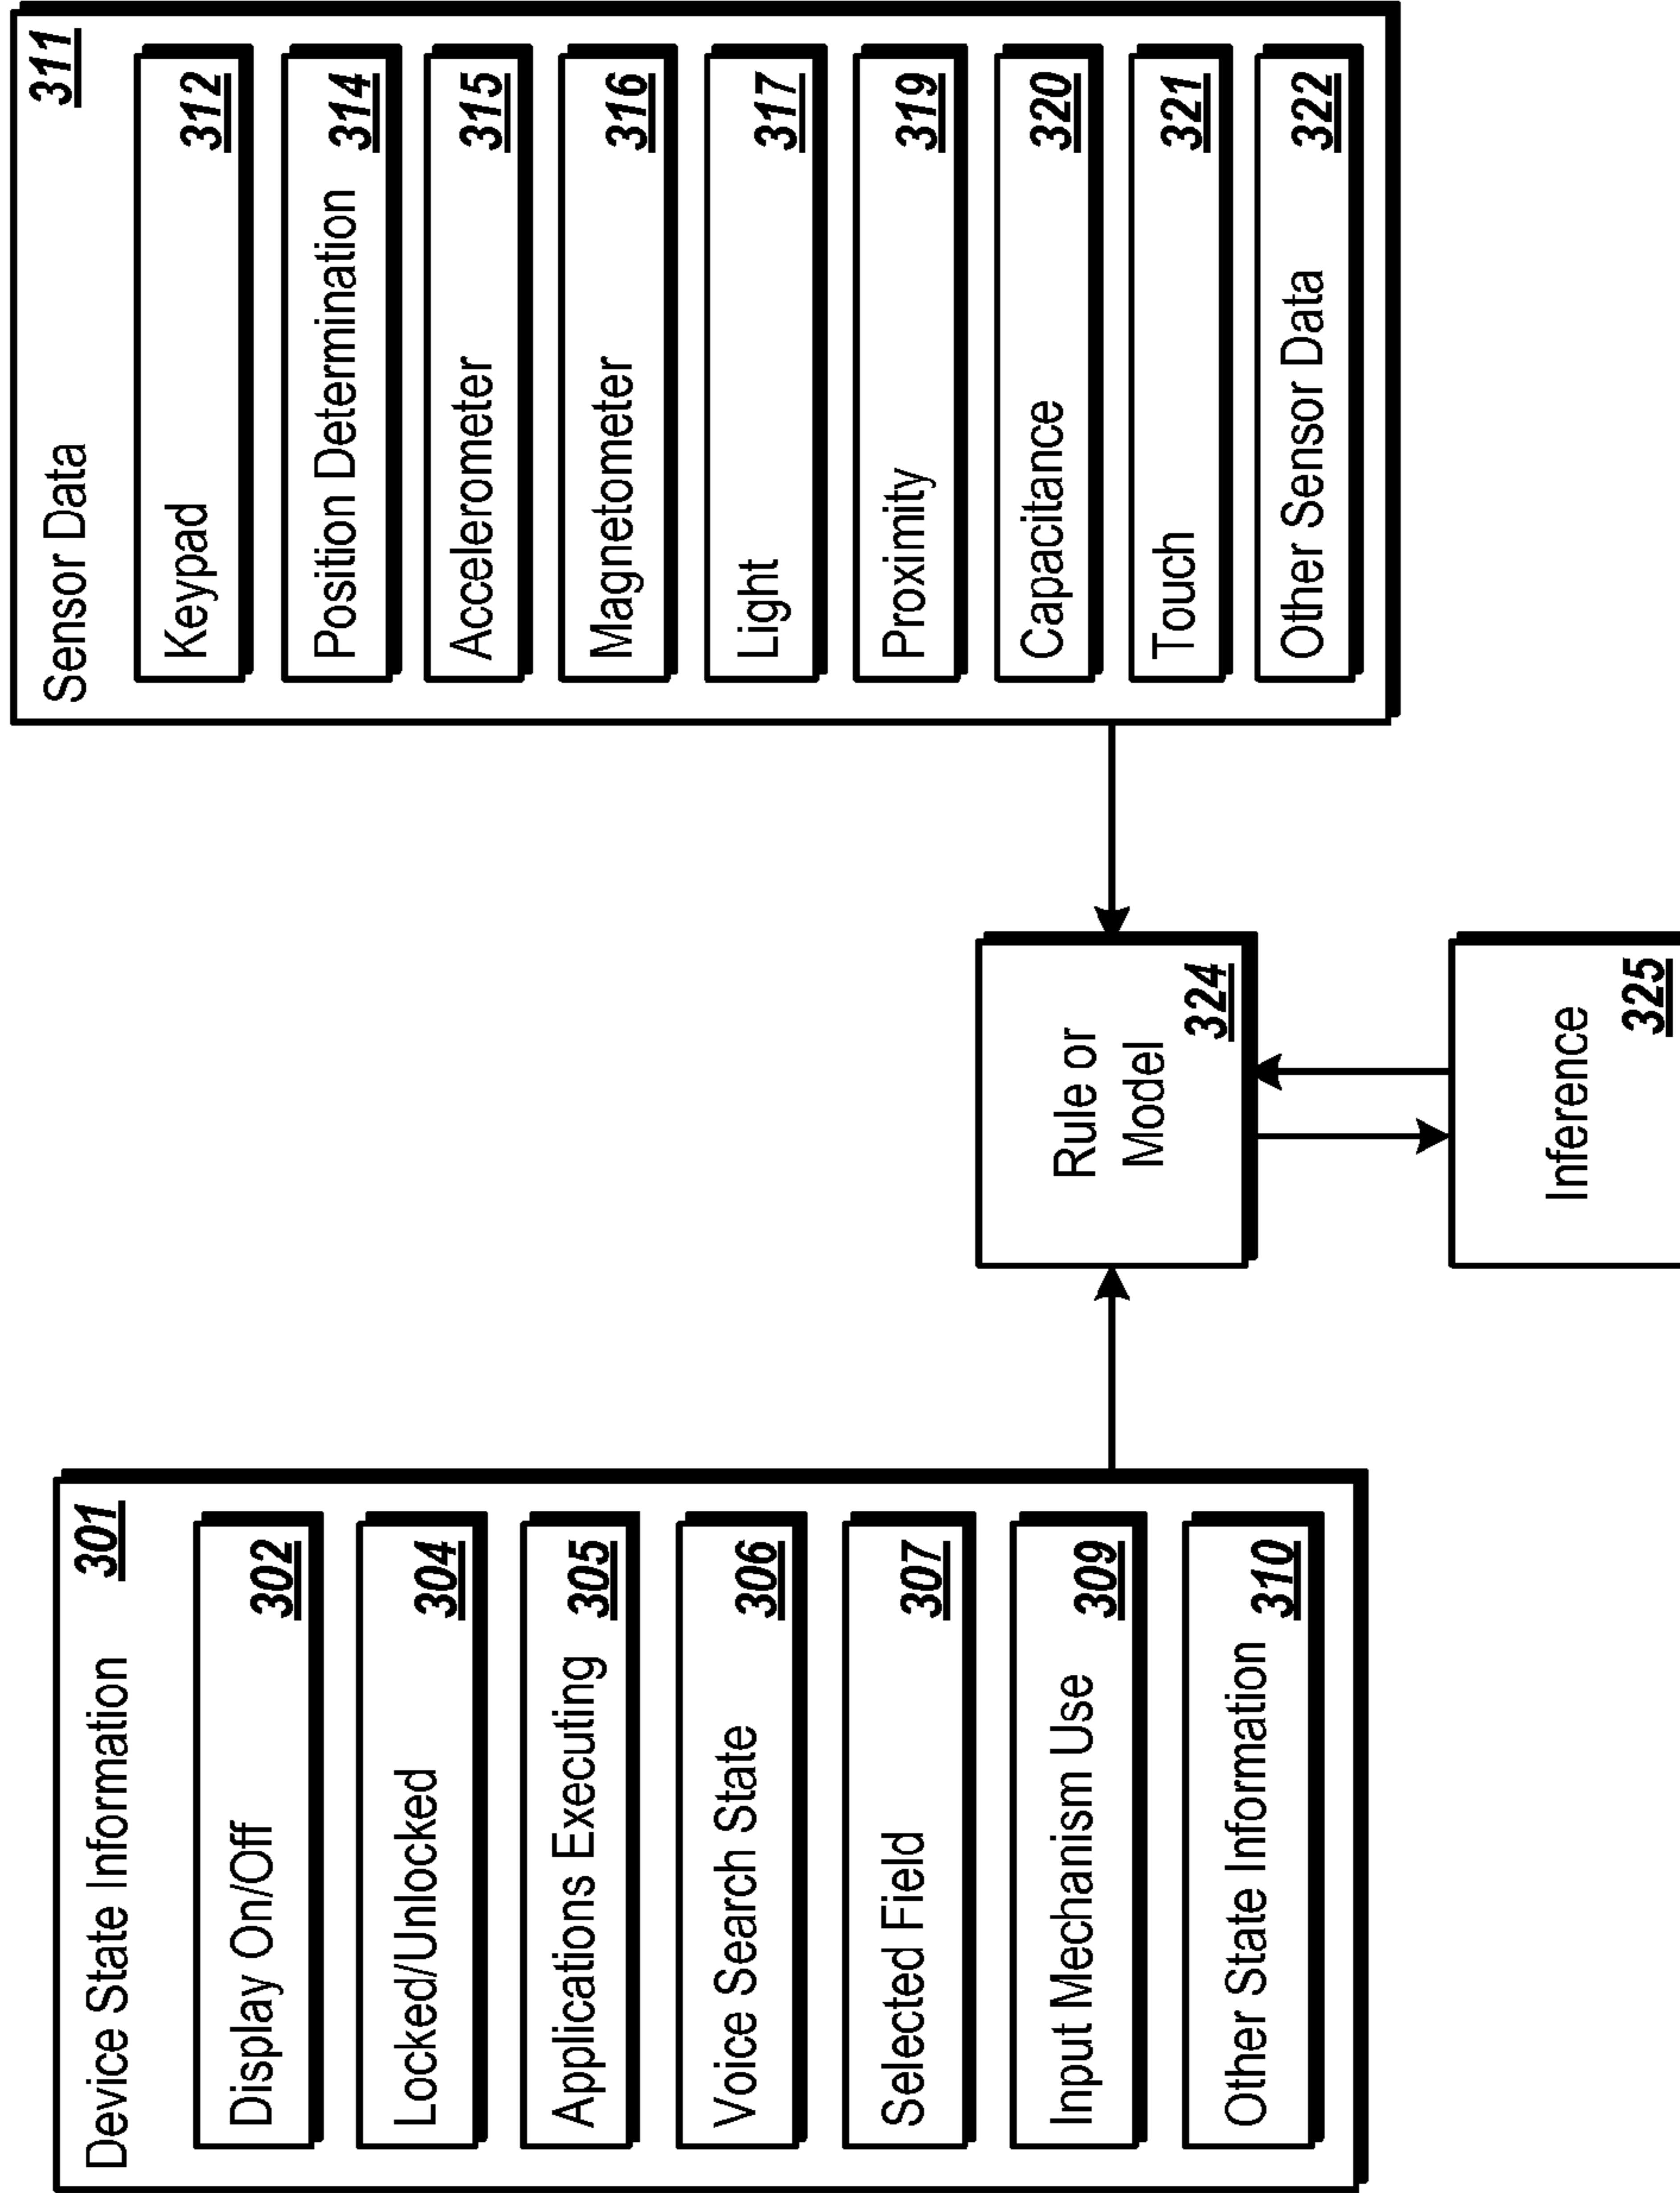 Device State Information 301
Display On/Off 302
Locked/Unlocked 304
Applications Executing 305
Voice Search State 306
Selected Field 307
Input Mechanism Use 309
Other State Information 310
Rule or
Model
324
Inference
325
Sensor Data 311
Keypad 312
Position Determination 314
Accelerometer 315
Magnetometer 316
Light 317
Proximity 319
Capacitance 320
Touch 321
Other Sensor Data 322